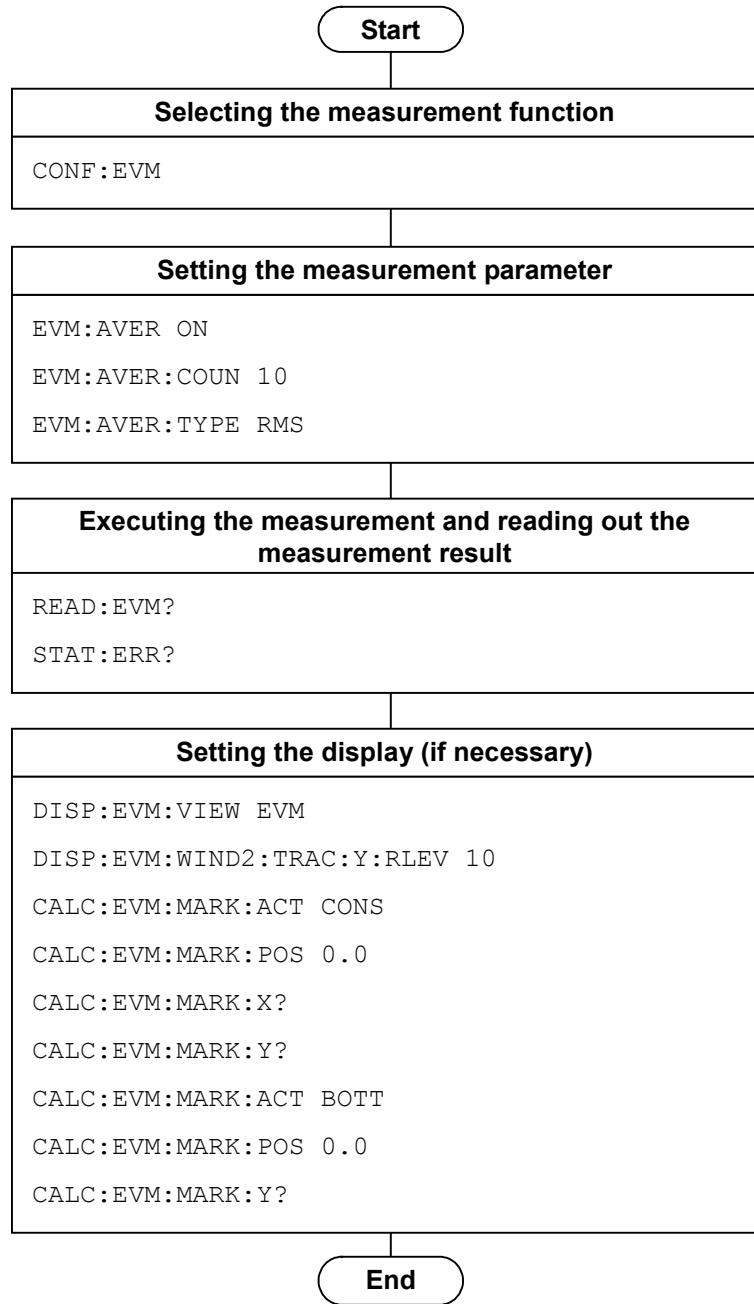 Start
Selecting the measurement function
CONF:EVM
Setting the measurement parameter
EVM:AVER ON
EVM:AVER:COUN 10
EVM:AVER:TYPE RMS
Executing the measurement and reading out the
measurement result
READ:EVM?
STAT:ERR?
Setting the display (if necessary)
DISP:EVM:VIEW EVM
DISP:EVM:WIND2:TRAC:Y:RLEV 10
CALC:EVM:MARK:ACT CONS
CALC:EVM:MARK:POS 0.0
CALC:EVM:MARK:X?
CALC:EVM:MARK:Y?
CALC:EVM:MARK:ACT BOTT
CALC:EVM:MARK:POS 0.0
CALC:EVM:MARK:Y?
End